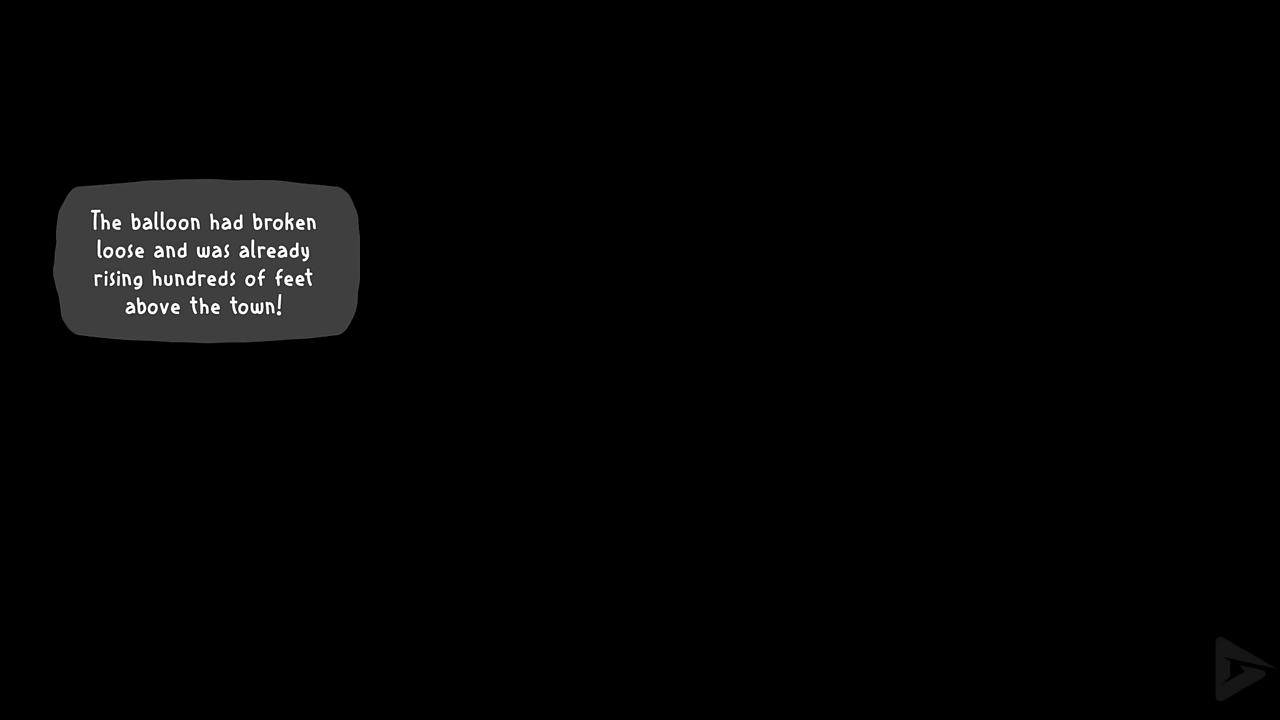 The balloon had broken
loose and was already
rising hundreds of feet
above the town!